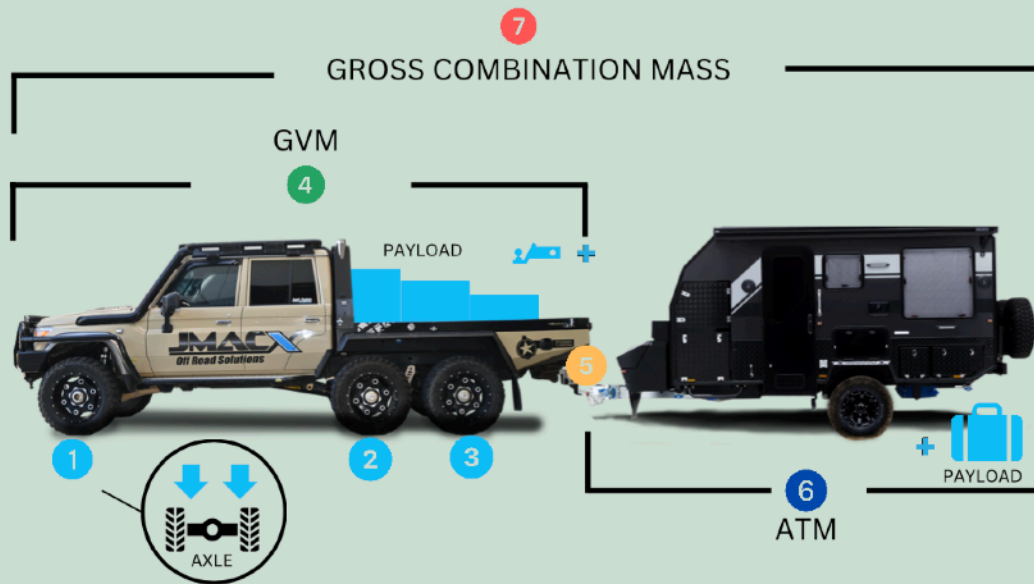 7
GROSS COMBINATION MASS
GVM
4
PAYLOAD
+
JMACX
Off Road Solutions
5
1
2
3
+
PAYLOAD
6
AXLE
ATM